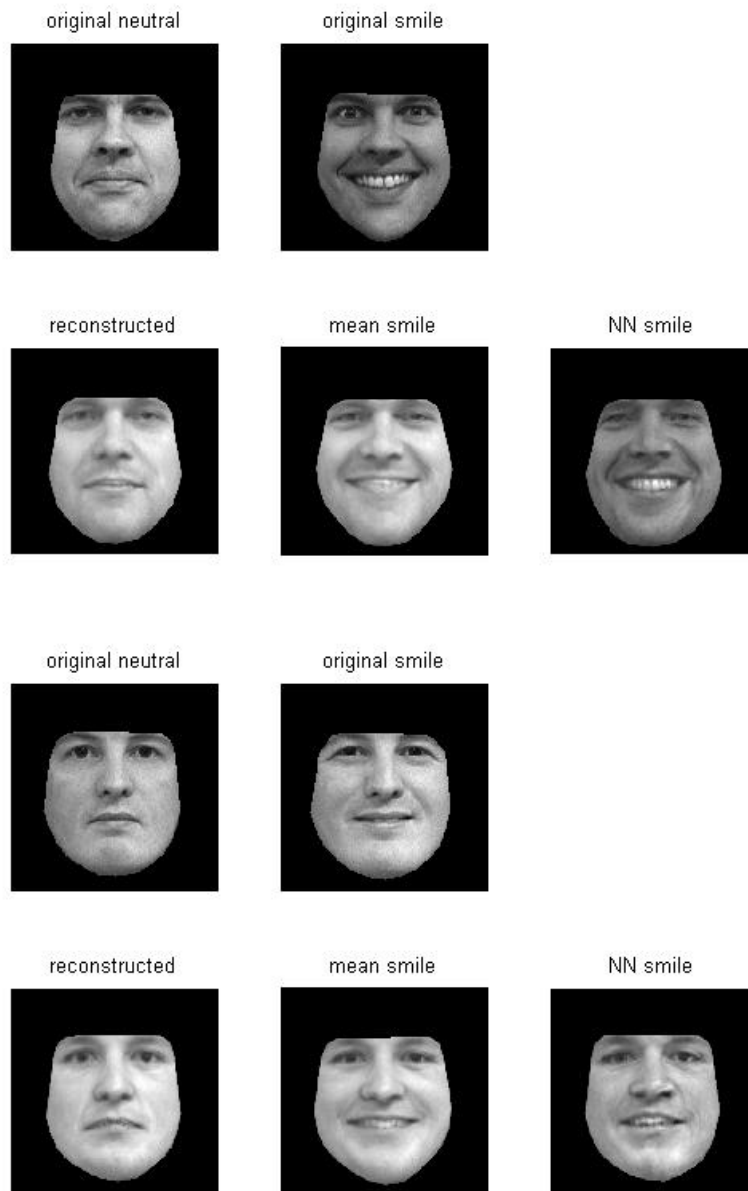 original neutral
original smile
reconstructed
mean smile
NN smile
original neutral
original smile
reconstructed
mean smile
NN smile